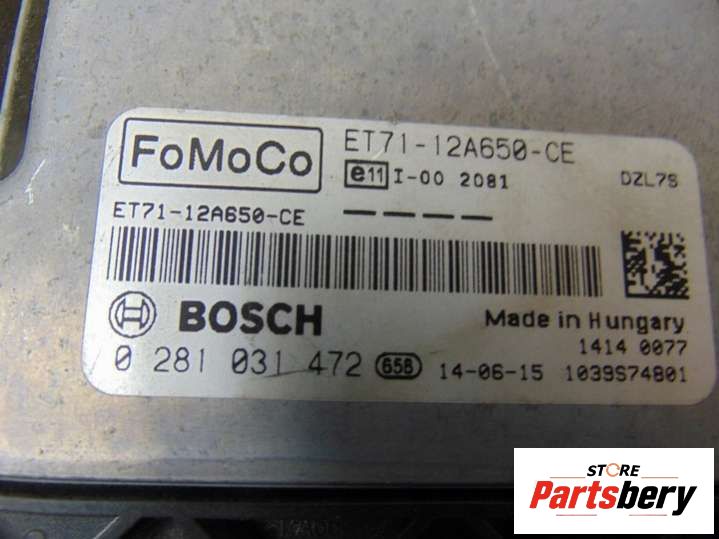 FoMoCo
ET71-12A650-CE
e11 I-00 2081
DZL7S
ET71-12A650-CE
BOSCH
Made in Hungary
1414 0077
0 281 031 472 65B 14-06-15 1039S74801
STORE
Partsbery